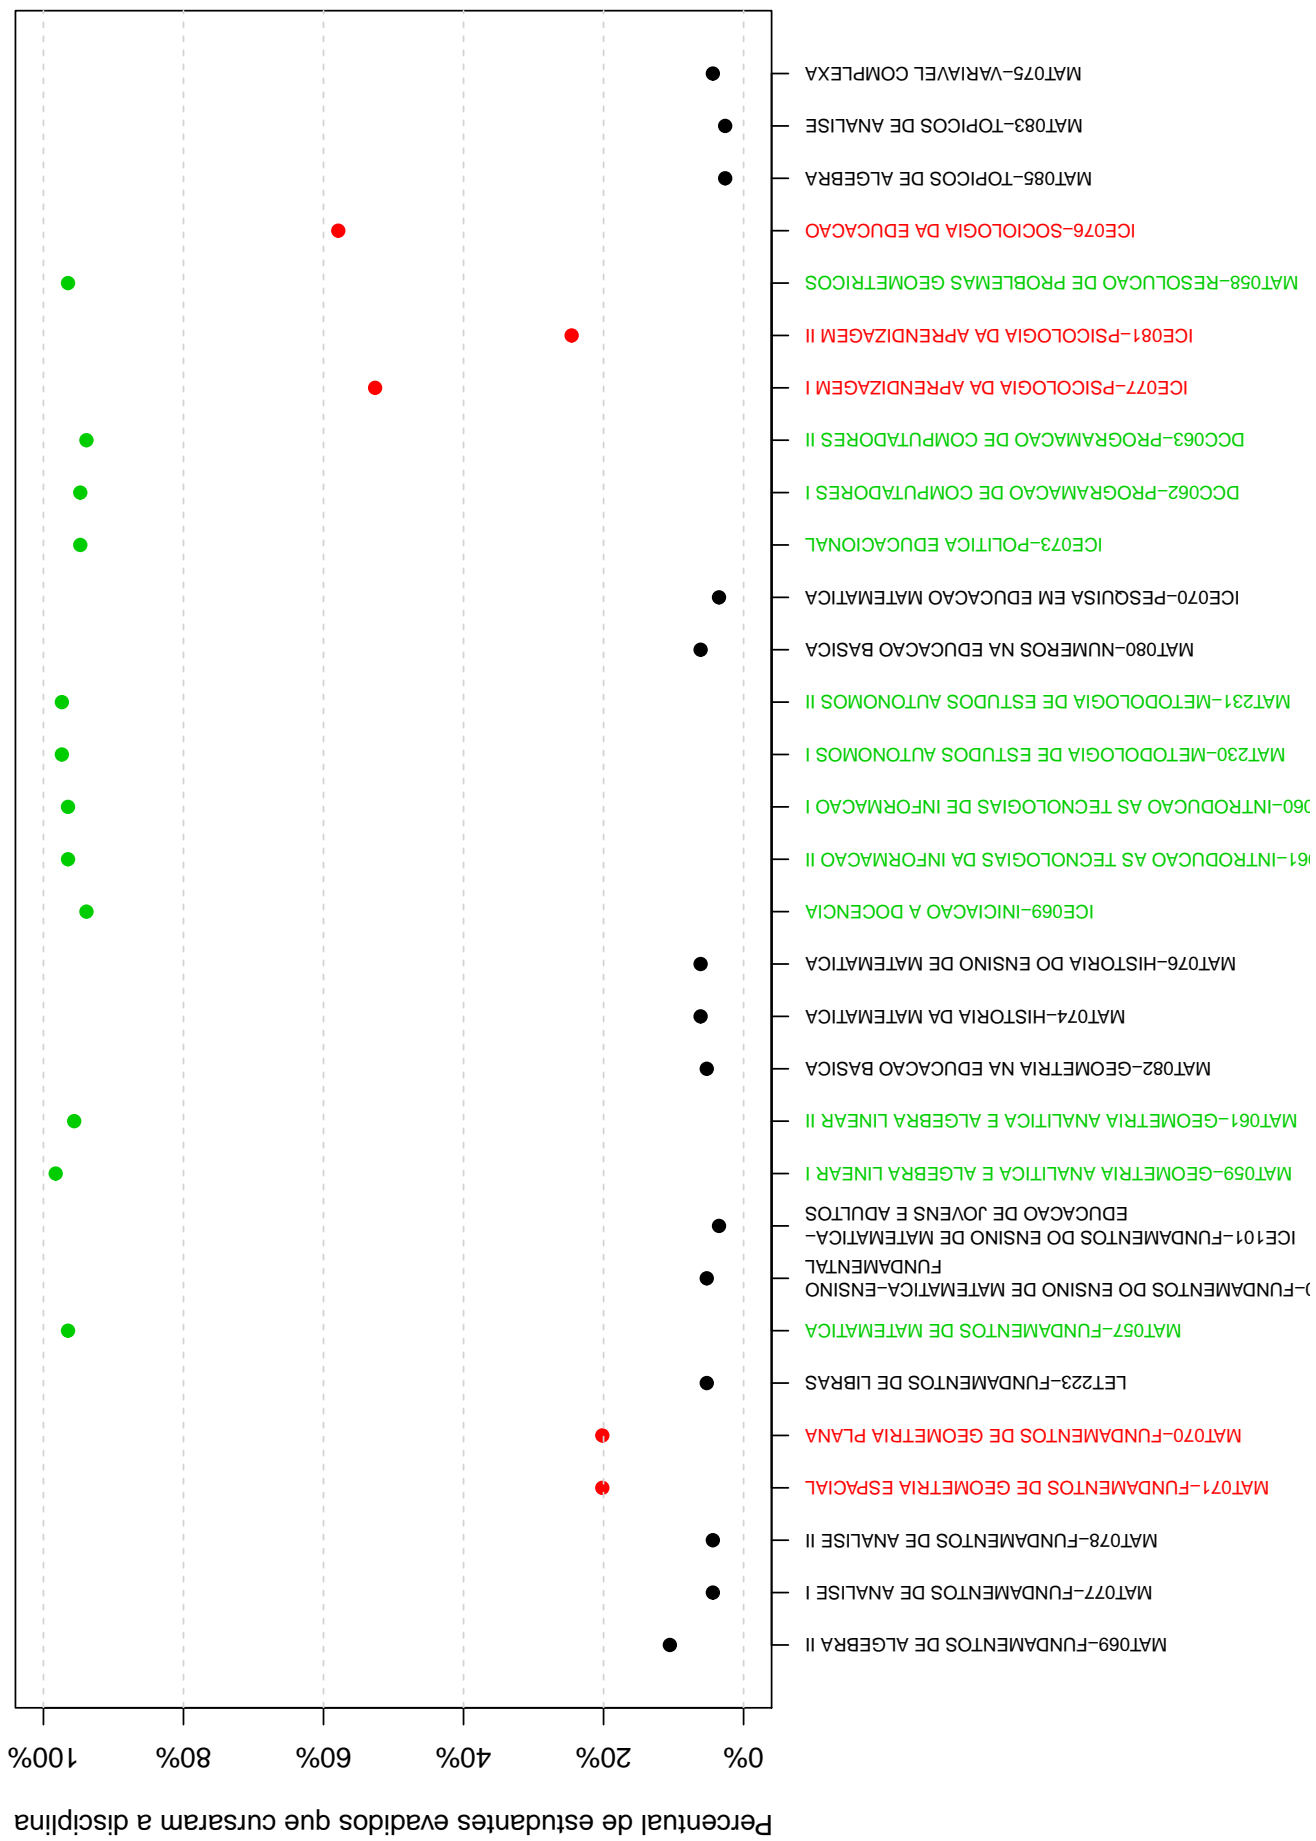 Percentual de estudantes evadidos que cursaram a disciplina
0% 20% 40% 60% 80% 100%
MAT069−FUNDAMENTOS DE ALGEBRA II
MAT077−FUNDAMENTOS DE ANALISE I
MAT078−FUNDAMENTOS DE ANALISE II
MAT071−FUNDAMENTOS DE GEOMETRIA ESPACIAL
MAT070−FUNDAMENTOS DE GEOMETRIA PLANA
LET223−FUNDAMENTOS DE LIBRAS
MAT057−FUNDAMENTOS DE MATEMATICA
0−FUNDAMENTOS DO ENSINO DE MATEMATICA−ENSINO
FUNDAMENTAL
ICE101−FUNDAMENTOS DO ENSINO DE MATEMATICA−
EDUCACAO DE JOVENS E ADULTOS
MAT059−GEOMETRIA ANALITICA E ALGEBRA LINEAR I
MAT061−GEOMETRIA ANALITICA E ALGEBRA LINEAR II
MAT082−GEOMETRIA NA EDUCACAO BASICA
MAT074−HISTORIA DA MATEMATICA
MAT076−HISTORIA DO ENSINO DE MATEMATICA
ICE069−INICIACAO A DOCENCIA
61−INTRODUCAO AS TECNOLOGIAS DA INFORMACAO II
060−INTRODUCAO AS TECNOLOGIAS DE INFORMACAO I
MAT230−METODOLOGIA DE ESTUDOS AUTONOMOS I
MAT231−METODOLOGIA DE ESTUDOS AUTONOMOS II
MAT080−NUMEROS NA EDUCACAO BASICA
ICE070−PESQUISA EM EDUCACAO MATEMATICA
ICE073−POLITICA EDUCACIONAL
DCC062−PROGRAMACAO DE COMPUTADORES I
DCC063−PROGRAMACAO DE COMPUTADORES II
ICE077−PSICOLOGIA DA APRENDIZAGEM I
ICE081−PSICOLOGIA DA APRENDIZAGEM II
MAT058−RESOLUCAO DE PROBLEMAS GEOMETRICOS
ICE076−SOCIOLOGIA DA EDUCACAO
MAT085−TOPICOS DE ALGEBRA
MAT083−TOPICOS DE ANALISE
MAT075−VARIAVEL COMPLEXA